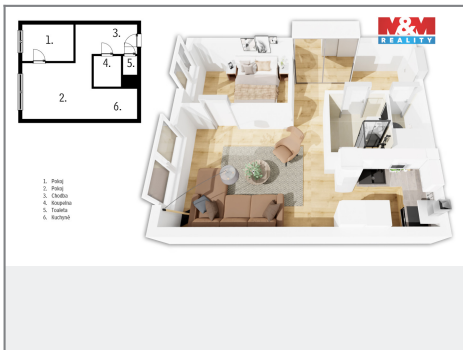 M&M
REALITY
1.
3.
4.
5.
2.
6.
1. Pokoj
2. Pokoj
3. Chodba
4. Koupelna
5. Toaleta
6. Kuchyně